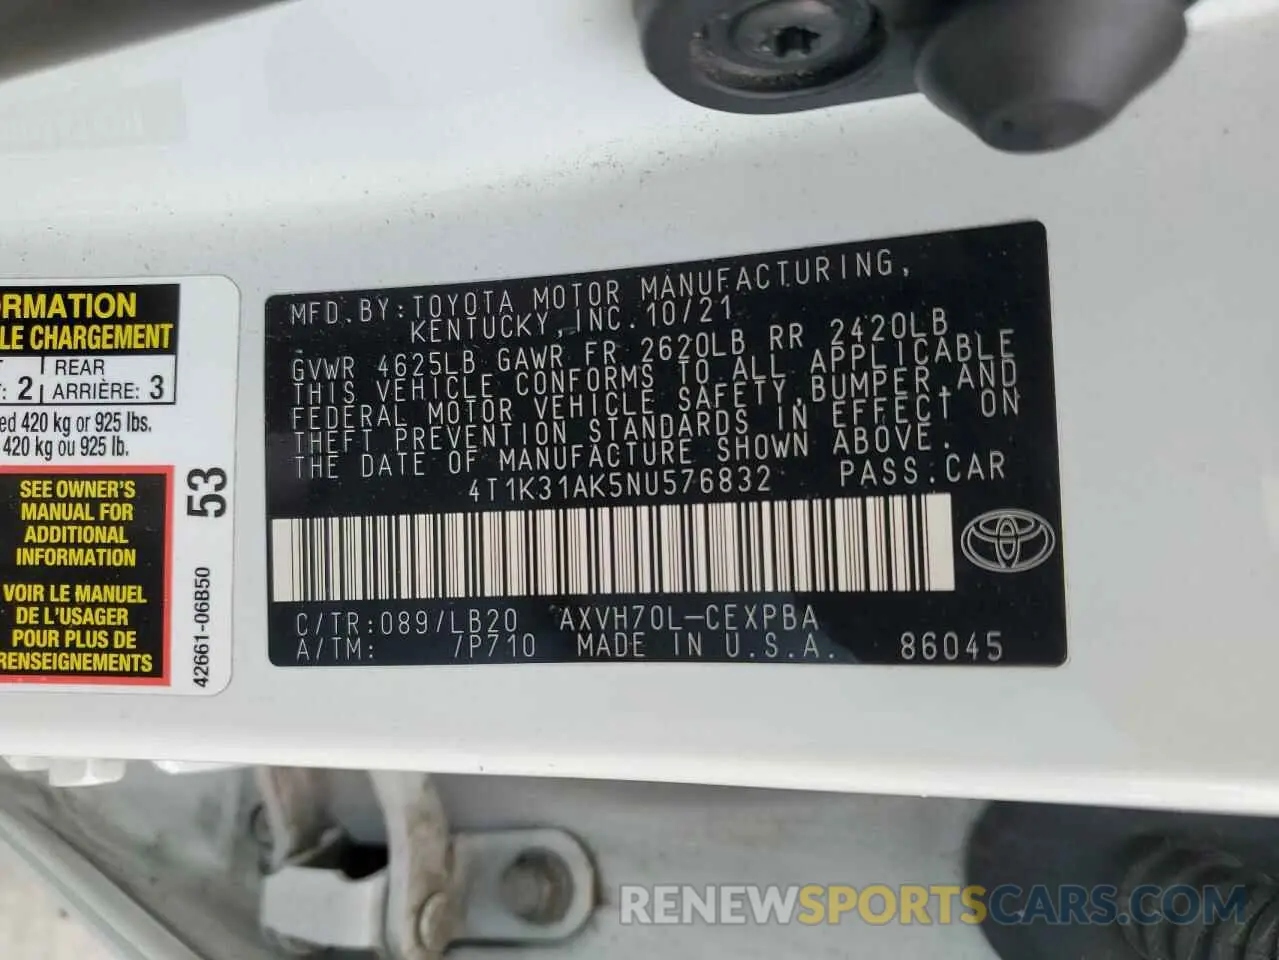 ORMATION
LE CHARGEMENT
REAR
: 2 ARRIÈRE: 3
ed 420 kg or 925 lbs.
420 kg ou 925 lb.
SEE OWNER'S
MANUAL FOR
ADDITIONAL
INFORMATION
VOIR LE MANUEL
DE L'USAGER
POUR PLUS DE
RENSEIGNEMENTS
53
42661-06B50
MFD.BY:TOYOTA MOTOR MANUFACTURING,
KENTUCKY,INC.10/21
GVWR 4625LB GAWR FR 2620LB RR 2420LB
THIS VEHICLE CONFORMS TO ALL APPLICABLE
FEDERAL MOTOR VEHICLE SAFETY,BUMPER,AND
THEFT PREVENTION STANDARDS IN EFFECT ON
THE DATE OF MANUFACTURE SHOWN ABOVE.
4T1K31AK5NU576832 PASS.CAR
C/TR:089/LB20 AXVH70L-CEXPBA
A/TM: /P710 MADE IN U.S.A. 86045
RENEWSPORTSCARS.COM